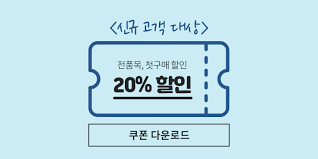 <신규 고객 대상>
전품목, 첫구매 할인
20% 할인
쿠폰 다운로드